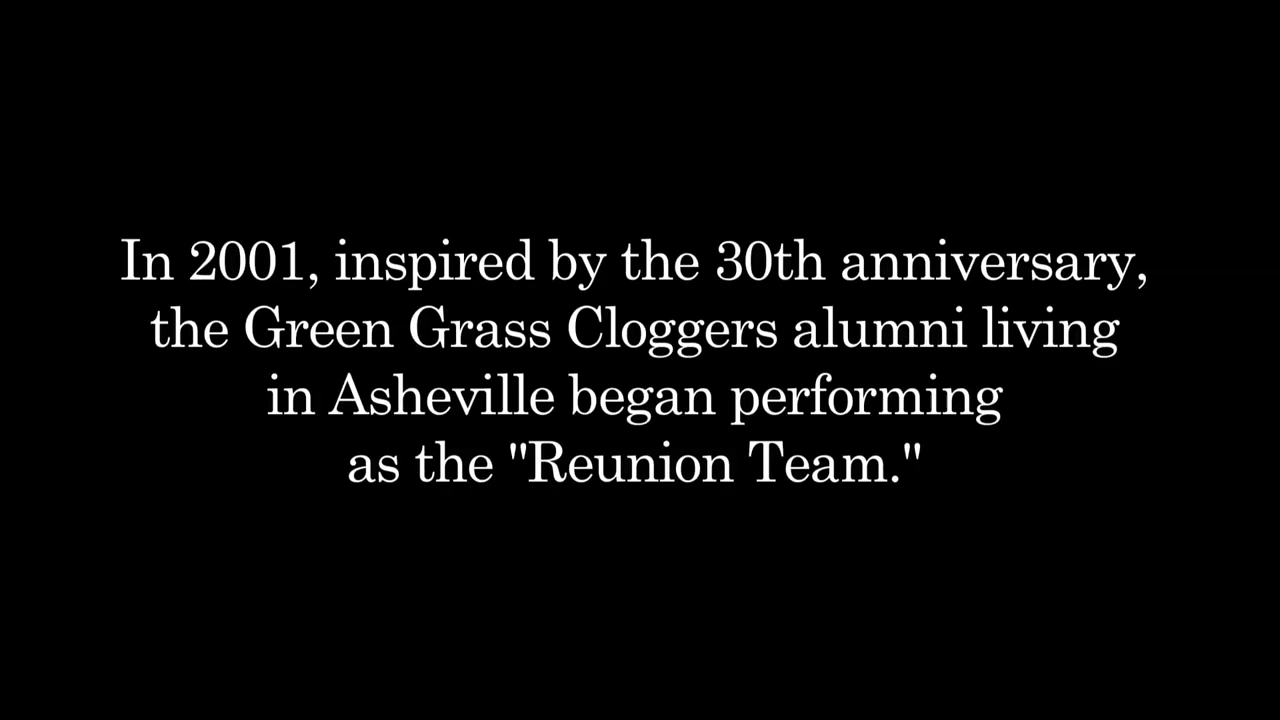 In 2001, inspired by the 30th anniversary,
the Green Grass Cloggers alumni living
in Asheville began performing
as the "Reunion Team."